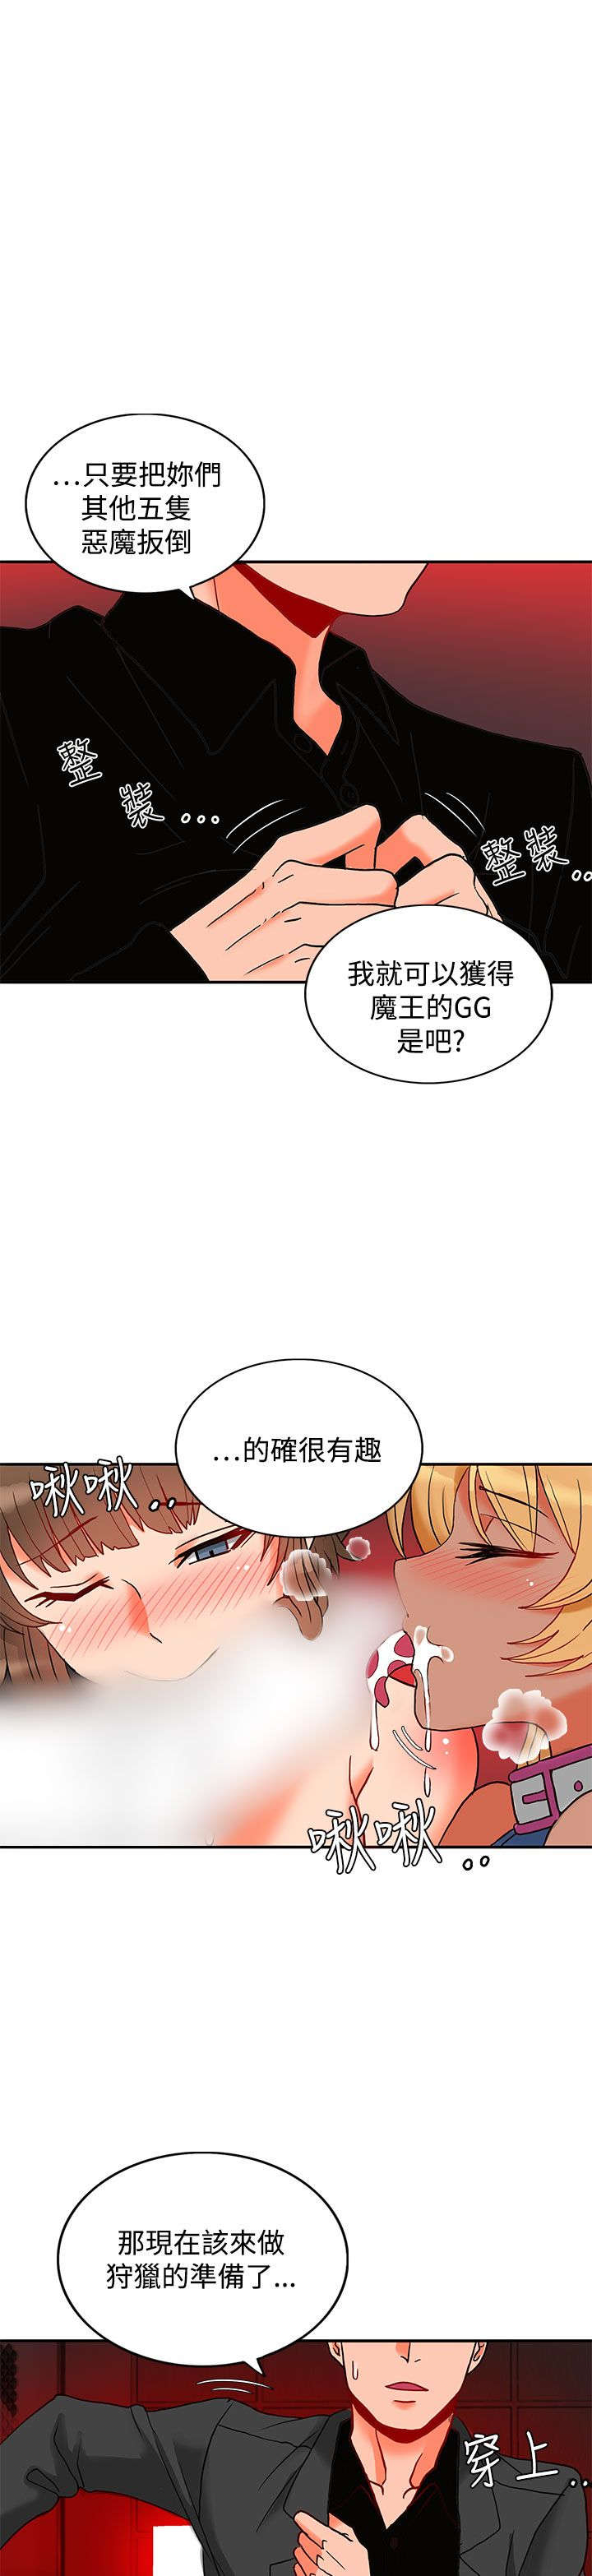 ...只要把妳們
其他五隻
惡魔扳倒
整裝...
整裝...
我就可以獲得
魔王的GG
是吧?
...的確很有趣
啾啾...
啾啾...
那現在該來做
狩獵的準備了...
穿上...